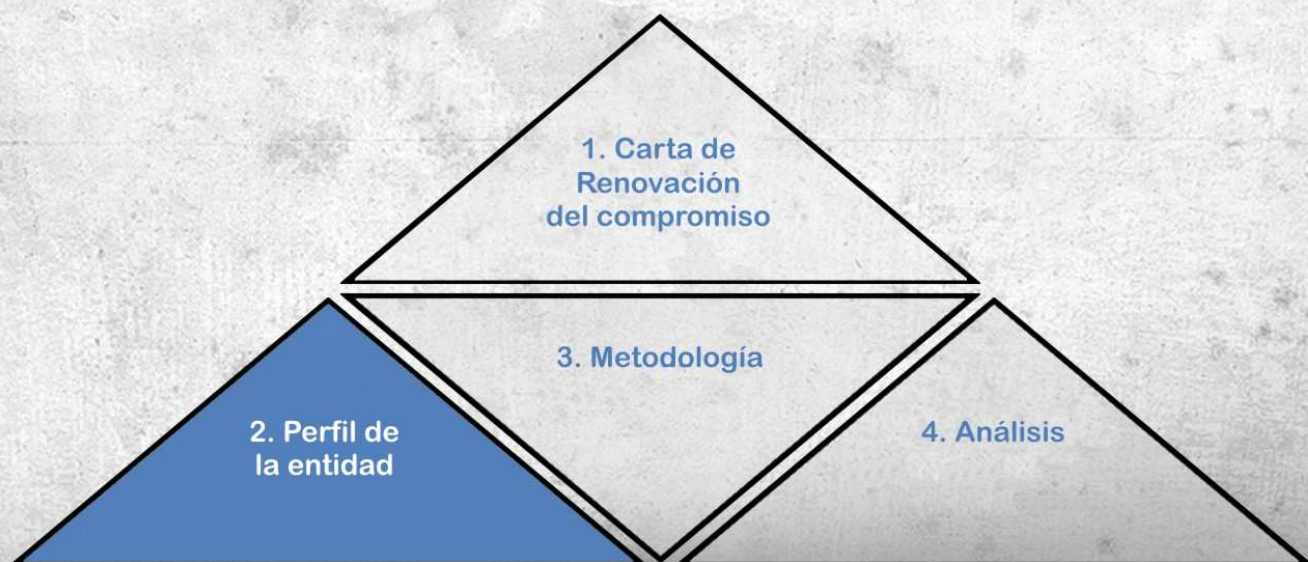 1. Carta de
Renovación
del compromiso
2. Perfil de
la entidad
3. Metodología
4. Análisis